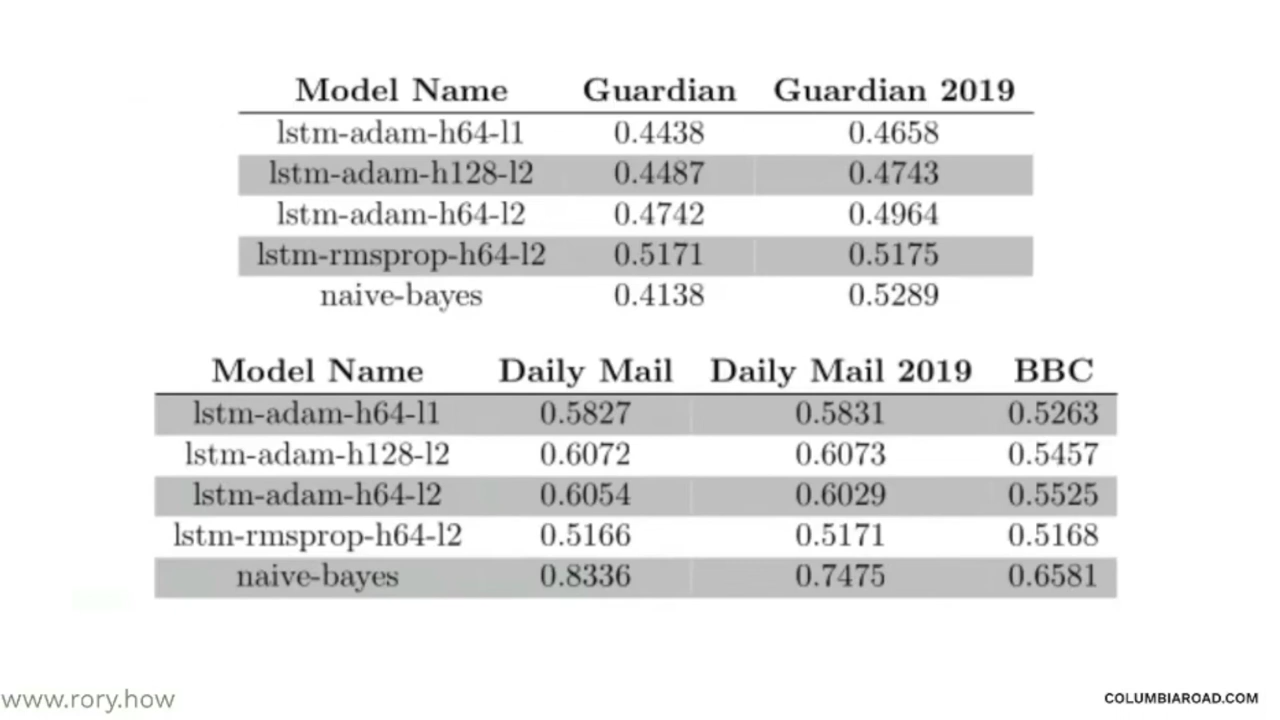 Model Name Guardian Guardian 2019
lstm-adam-h64-l1 0.4438 0.4658
lstm-adam-h128-l2 0.4487 0.4743
lstm-adam-h64-l2 0.4742 0.4964
lstm-rmsprop-h64-l2 0.5171 0.5175
naive-bayes 0.4138 0.5289
Model Name Daily Mail Daily Mail 2019 BBC
lstm-adam-h64-l1 0.5827 0.5831 0.5263
lstm-adam-h128-l2 0.6072 0.6073 0.5457
lstm-adam-h64-l2 0.6054 0.6029 0.5525
lstm-rmsprop-h64-l2 0.5166 0.5171 0.5168
naive-bayes 0.8336 0.7475 0.6581
www.rory.how
COLUMBIAROAD.COM